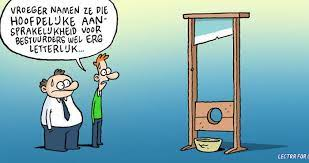 VROEGER NAMEN ZE DIE
HOOFDELIJKE AAN-
SPRAKELIJKHEID VOOR
BESTUURDERS WEL ERG
LETTERLIJK...
LECTRR FOR